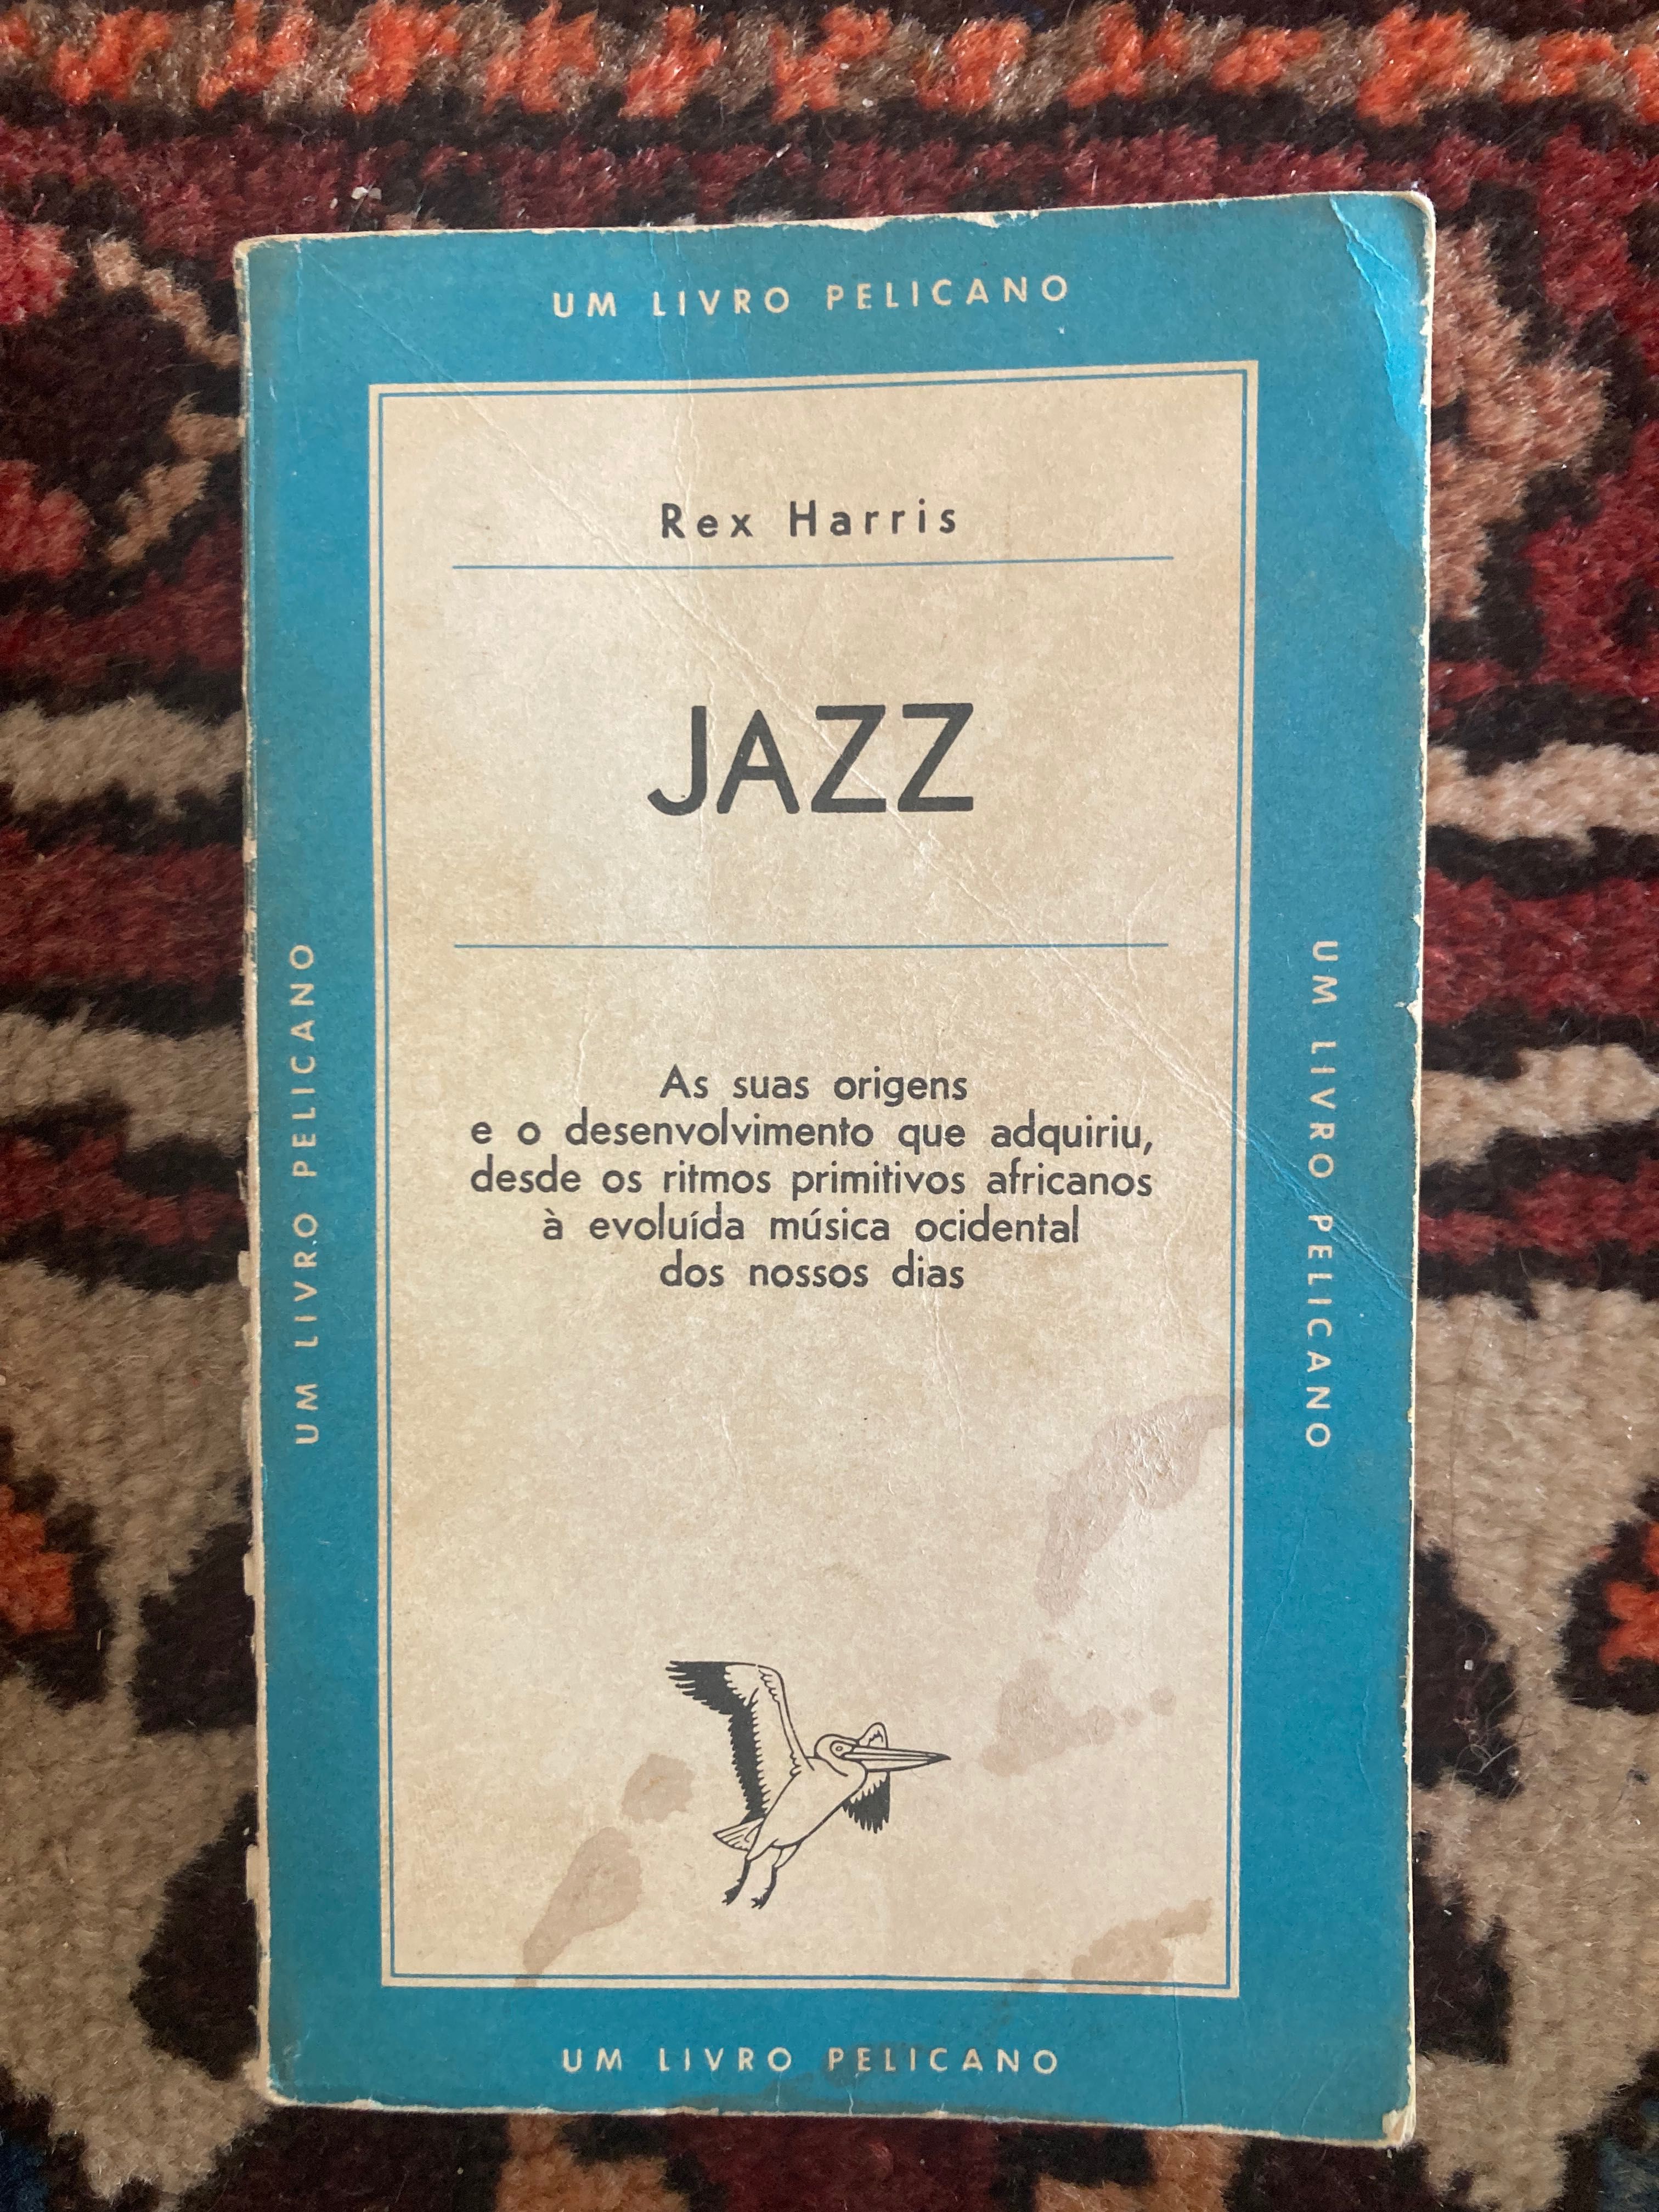 UM LIVRO PELICANO
Rex Harris
JAZZ
As suas origens
e o desenvolvimento que adquiriu,
desde os ritmos primitivos africanos
à evoluída música ocidental
dos nossos dias
UM LIVRO PELICANO
UM LIVRO PELICANO
UM LIVRO PELICANO